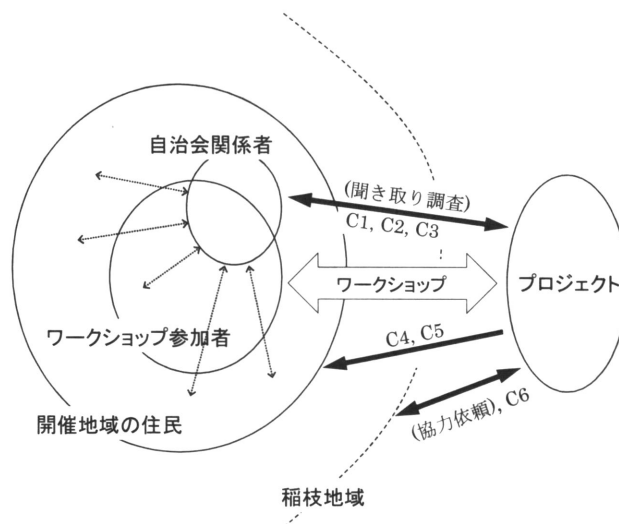 自治会関係者
(聞き取り調査)
C1, C2, C3
ワークショップ
プロジェクト
ワークショップ参加者
C4, C5
(協力依頼), C6
開催地域の住民
稲枝地域